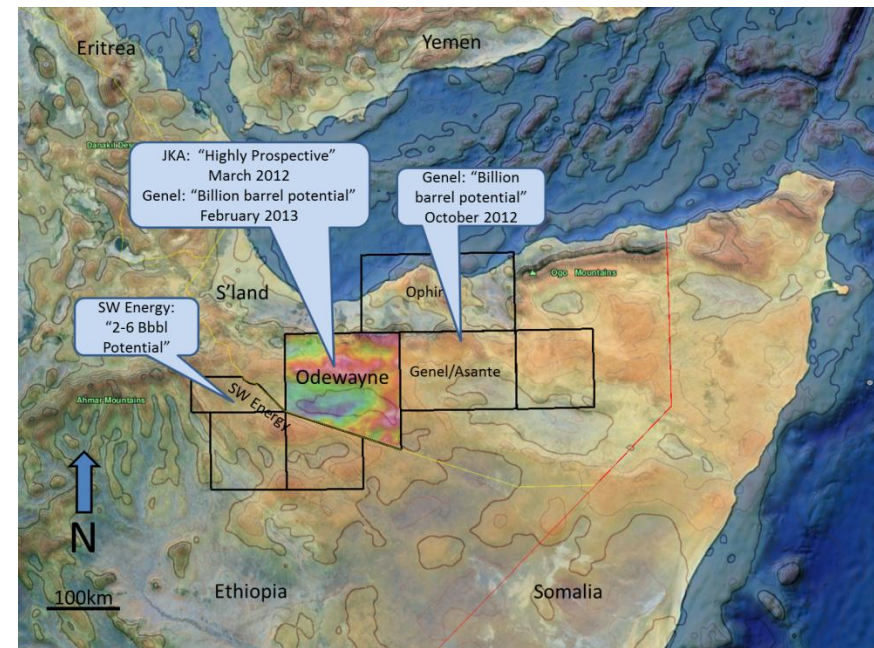 Eritrea
Yemen
Danakil Des
JKA: “Highly Prospective”
March 2012
Genel: “Billion barrel potential”
February 2013
Genel: “Billion
barrel potential”
October 2012
Ogo Mountains
S’land
Ophir
SW Energy:
“2-6 Bbbl
Potential”
Odewayne
Genel/Asante
SW Energy
Ahmar Mountains
N
100km
Ethiopia
Somalia